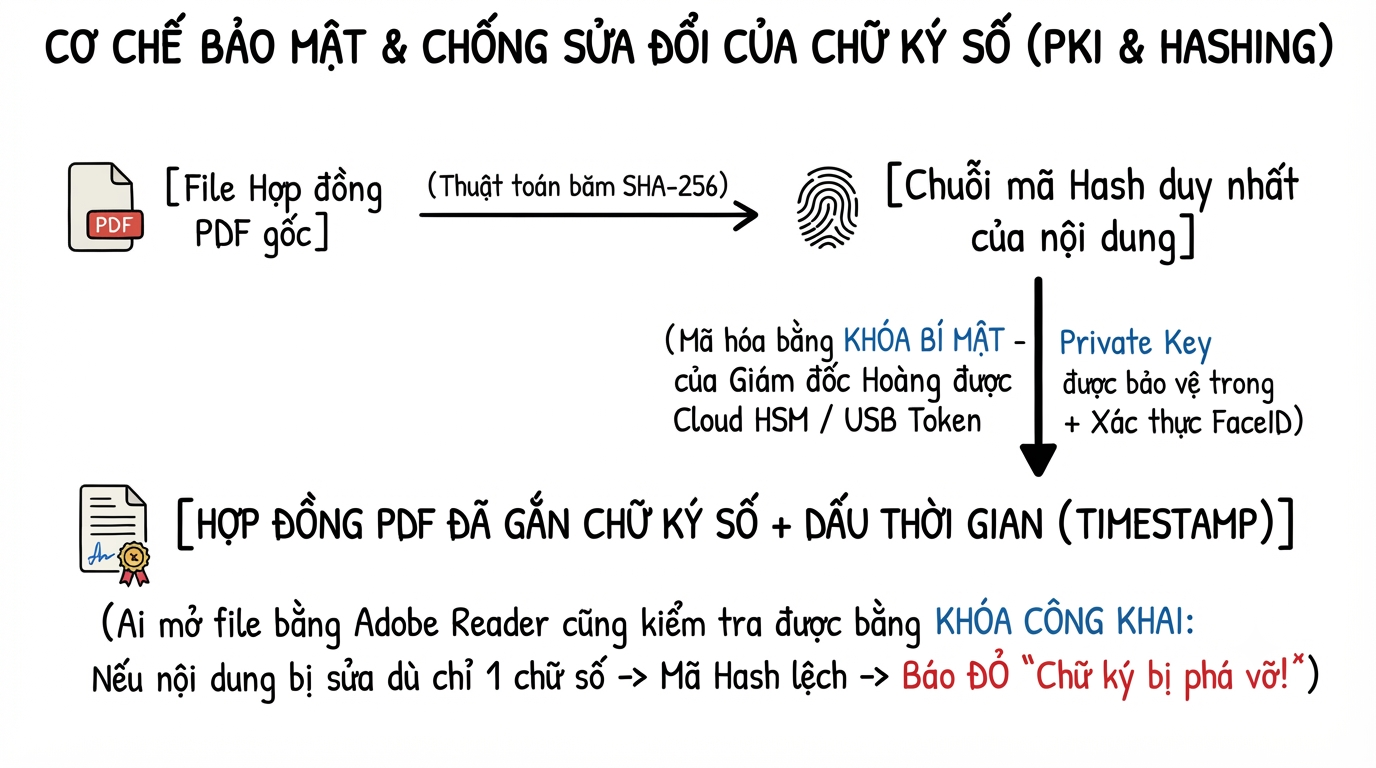 CƠ CHẾ BẢO MẬT & CHỐNG SỬA ĐỔI CỦA CHỮ KÝ SỐ (PKI & HASHING)
PDF
[File Hợp đồng
PDF gốc]
(Thuật toán băm SHA-256)
[Chuỗi mã Hash duy nhất
của nội dung]
(Mã hóa bằng KHÓA BÍ MẬT - Private Key
của Giám đốc Hoàng được được bảo vệ trong
Cloud HSM / USB Token + Xác thực FaceID)
[HỢP ĐỒNG PDF ĐÃ GẮN CHỮ KÝ SỐ + DẤU THỜI GIAN (TIMESTAMP)]
(Ai mở file bằng Adobe Reader cũng kiểm tra được bằng KHÓA CÔNG KHAI:
Nếu nội dung bị sửa dù chỉ 1 chữ số -> Mã Hash lệch -> Báo ĐỎ "Chữ ký bị phá vỡ!")